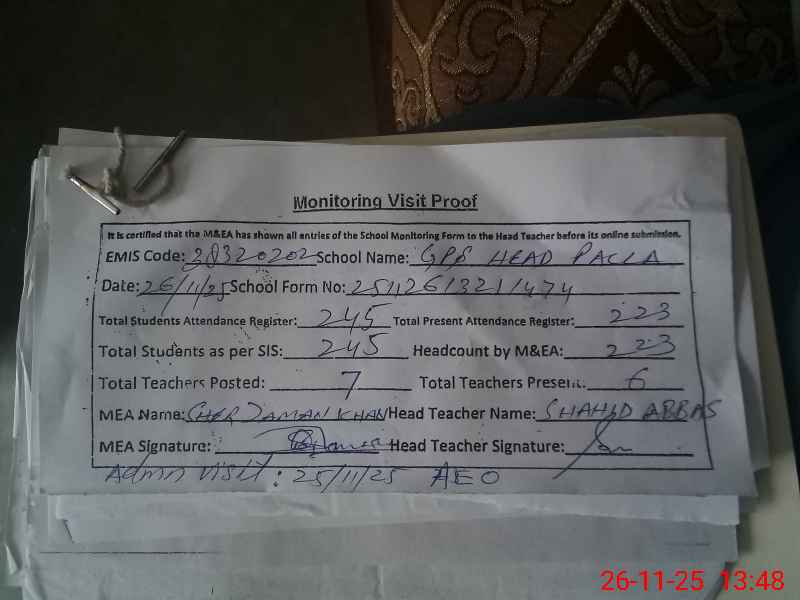 Monitoring Visit Proof
It is certified that the M&EA has shown all entries of the School Monitoring Form to the Head Teacher before its online submission.
EMIS Code: 38320202 School Name: GPS HEAD PACCA
Date: 26/11/25 School Form No: 251126132111474
Total Students Attendance Register: 245 Total Present Attendance Register: 223
Total Students as per SIS: 245 Headcount by M&EA: 223
Total Teachers Posted: 7 Total Teachers Present: 6
MEA Name: SHER ZAMAN KHAN Head Teacher Name: SHAHID ABBAS
MEA Signature: Head Teacher Signature:
Admn visit: 25/11/25 AEO
26-11-25 13:48